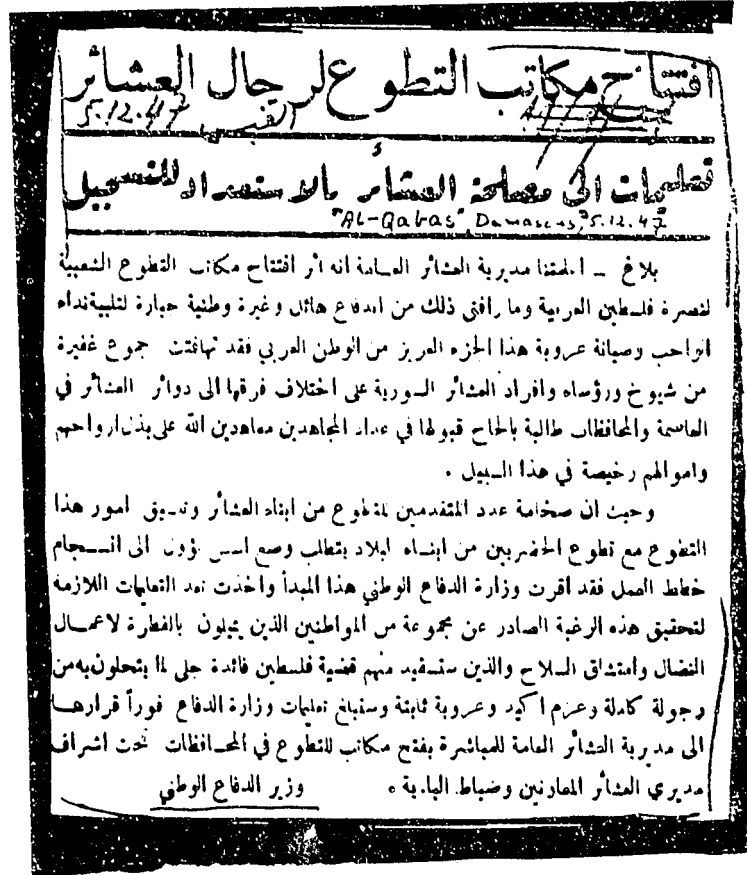 افتتاح مكاتب التطوع لرجال العشائر
5.12.47 القبس
تعليمات الى مصلحة العشائر بالاستعداد للتسجيل
"Al-Qabas", Damascus, 5.12.47
بلاغ ــ ابلغتنا مديرية العشائر العامة انه اثر افتتاح مكاتب التطوع الشعبية
لنصرة فلسطين العربية وما رافق ذلك من اندفاع هائل وغيرة وطنية جبارة لتلبية نداء
الواجب وصيانة عروبة هذا الجزء العزيز من الوطن العربي فقد تهافتت جموع غفيرة
من شيوخ ورؤساء وافراد العشائر السورية على اختلاف فرقها الى دوائر العشائر في
العاصمة والمحافظات طالبة بالحاح قبولها في عداد المجاهدين معاهدين الله على بذل ارواحهم
واموالهم رخيصة في هذا السبيل .
وحيث ان ضخامة عدد المتقدمين للتطوع من ابناء العشائر وتنسيق امور هذا
التطوع مع تطوع الحضريين من ابناء البلاد يتطلب وضع اسس تؤول الى انسجام
خطط العمل فقد اقرت وزارة الدفاع الوطني هذا المبدأ واخذت تعد التعليمات اللازمة
لتحقيق هذه الرغبة الصادر عن مجموعة من المواطنين الذين يميلون بالفطرة لاعمال
النضال وامتشاق السلاح والذين ستستفيد منهم قضية فلسطين فائدة جلى لما يتحلون به من
رجولة كاملة وعزم اكيد وعروبة ثابتة وستبلغ تعليمات وزارة الدفاع فوراً قرارها
الى مديرية العشائر العامة للمباشرة بفتح مكاتب للتطوع في المحافظات تحت اشراف
مديري العشائر المعاونين وضباط البادية . وزير الدفاع الوطني